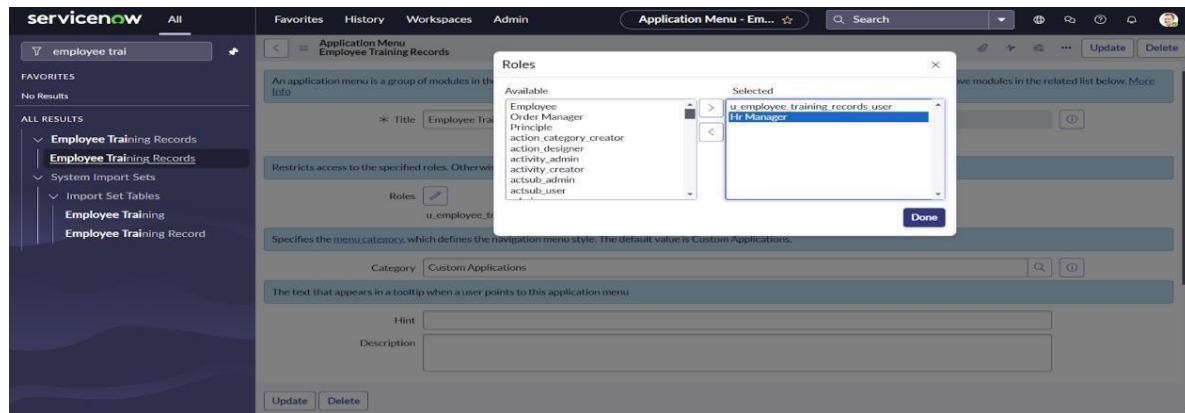 servicenow All Favorites History Workspaces Admin Application Menu - Em... Search
employee trai
Application Menu
Employee Training Records
Update Delete
FAVORITES
No Results
ALL RESULTS
Employee Training Records
Employee Training Records
System Import Sets
Import Set Tables
Employee Training
Employee Training Record
An application menu is a group of modules in th
ve modules in the related list below. More
Info
Title Employee Trai
Restricts access to the specified roles. Otherwi
Roles
u_employee_t
Specifies the menu category, which defines the navigation menu style. The default value is Custom Applications.
Category Custom Applications
The text that appears in a tooltip when a user points to this application menu
Hint
Description
Update Delete
Roles
Available
Employee
Order Manager
Principle
action_category_creator
action_designer
activity_admin
activity_creator
actsub_admin
actsub_user
Selected
u_employee_training_records_user
Hr Manager
Done